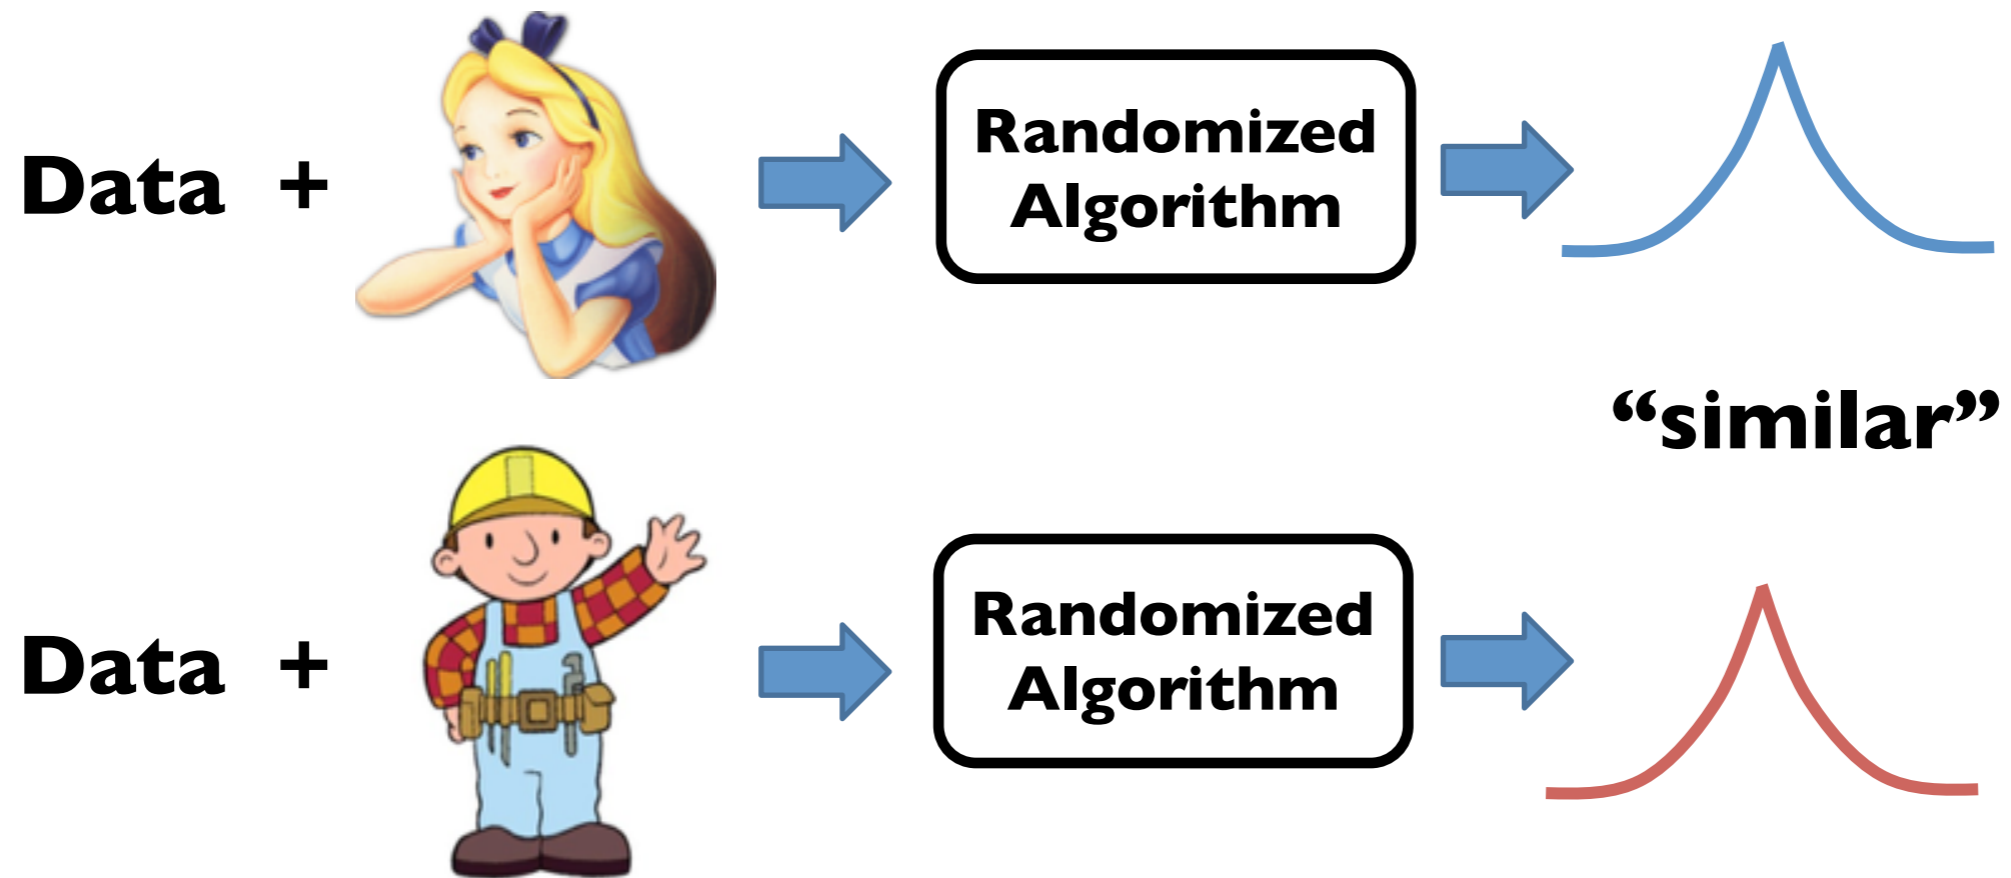 Data +
Randomized
Algorithm
“similar”
Data +
Randomized
Algorithm